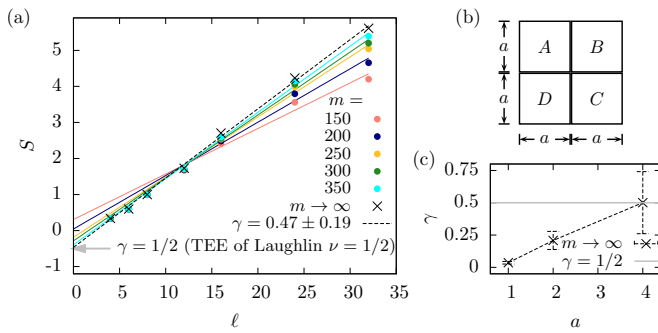 (a)
S
5
4
3
2
1
0
-1
m =
150
200
250
300
350
m → ∞
γ = 0.47 ± 0.19
γ = 1/2 (TEE of Laughlin ν = 1/2)
0 5 10 15 20 25 30 35
ℓ
(b)
a
A B
a
D C
a a
(c)
γ
0.75
0.5
0.25
0
m → ∞
γ = 1/2
1 2 3 4
a